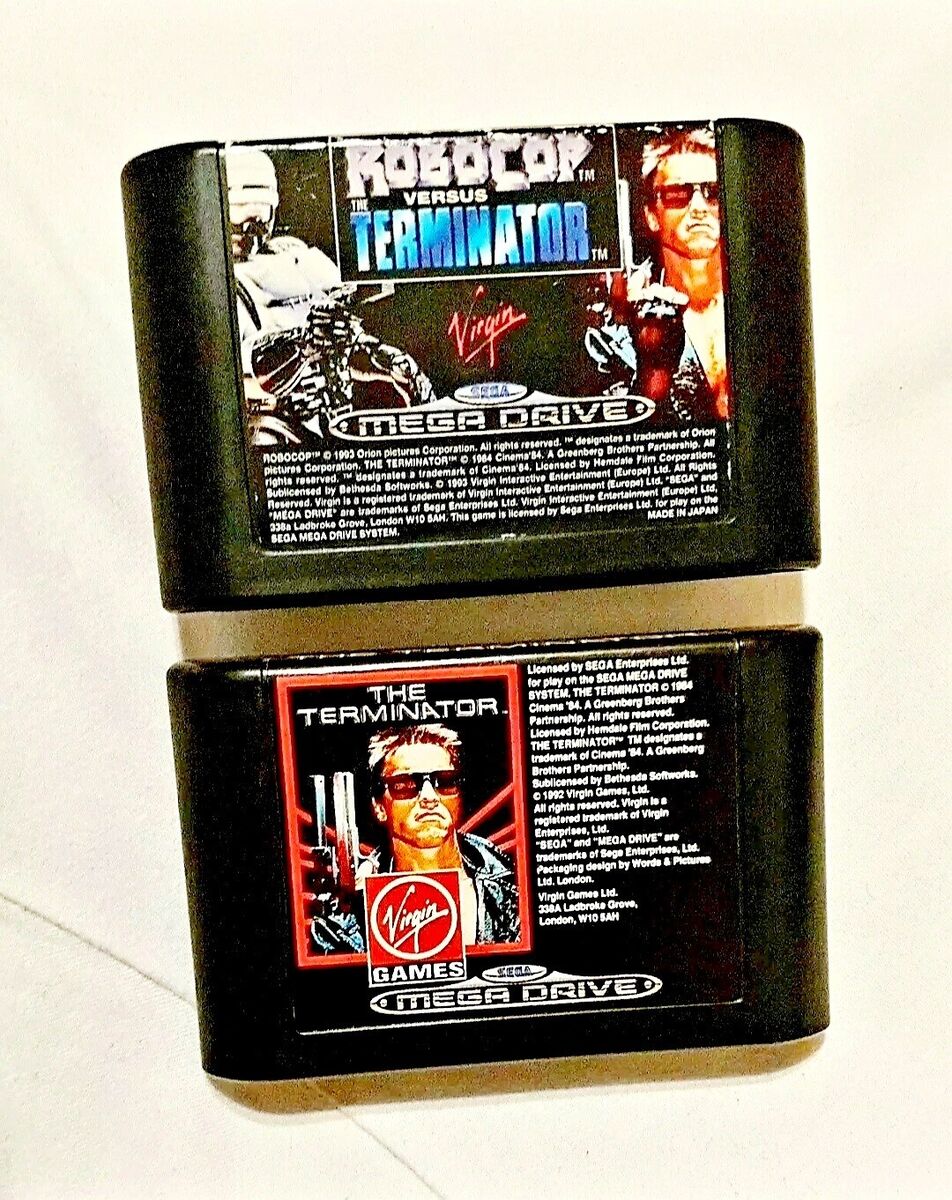 ROBOCOP™
VERSUS
THE
TERMINATOR™
Virgin
SEGA
MEGA DRIVE
ROBOCOP™ © 1993 Orion pictures Corporation. All rights reserved. ™ designates a trademark of Orion
pictures Corporation. THE TERMINATOR™ © 1984 Cinema'84. A Greenberg Brothers Partnership. All
rights reserved. ™ designates a trademark of Cinema'84. Licensed by Hemdale Film Corporation.
Sublicensed by Bethesda Softworks. © 1993 Virgin Interactive Entertainment (Europe) Ltd. All Rights
Reserved. Virgin is a registered trademark of Virgin Interactive Entertainment (Europe) Ltd. "SEGA" and
"MEGA DRIVE" are trademarks of Sega Enterprises Ltd. Virgin Interactive Entertainment (Europe) Ltd.
338a Ladbroke Grove, London W10 5AH. This game is licensed by Sega Enterprises Ltd. for play on the
SEGA MEGA DRIVE SYSTEM.
MADE IN JAPAN
THE
TERMINATOR™
Virgin
GAMES
SEGA
MEGA DRIVE
Licensed by SEGA Enterprises Ltd.
for play on the SEGA MEGA DRIVE
SYSTEM. THE TERMINATOR © 1984
Cinema '84. A Greenberg Brothers
Partnership. All rights reserved.
Licensed by Hemdale Film Corporation.
THE TERMINATOR™ TM designates a
trademark of Cinema '84. A Greenberg
Brothers Partnership.
Sublicensed by Bethesda Softworks.
© 1992 Virgin Games, Ltd.
All rights reserved. Virgin is a
registered trademark of Virgin
Enterprises, Ltd.
"SEGA" and "MEGA DRIVE" are
trademarks of Sega Enterprises, Ltd.
Packaging design by Words & Pictures
Ltd. London.
Virgin Games Ltd.
338A Ladbroke Grove,
London, W10 5AH